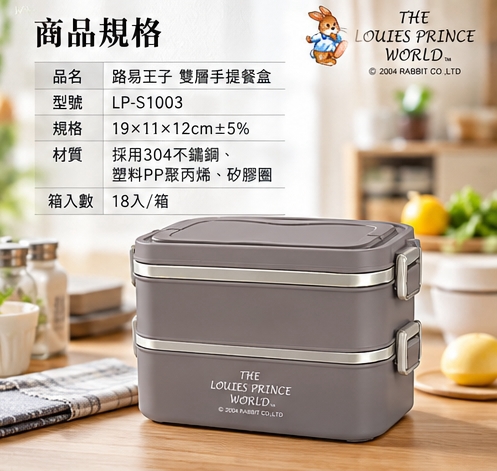 商品規格
THE
LOUIES PRINCE
WORLD™
© 2004 RABBIT CO.,LTD
品名 路易王子 雙層手提餐盒
型號 LP-S1003
規格 19×11×12cm±5%
材質 採用304不鏽鋼、
塑料PP聚丙烯、矽膠圈
箱入數 18入/箱
THE
LOUIES PRINCE
WORLD™
© 2004 RABBIT CO.,LTD